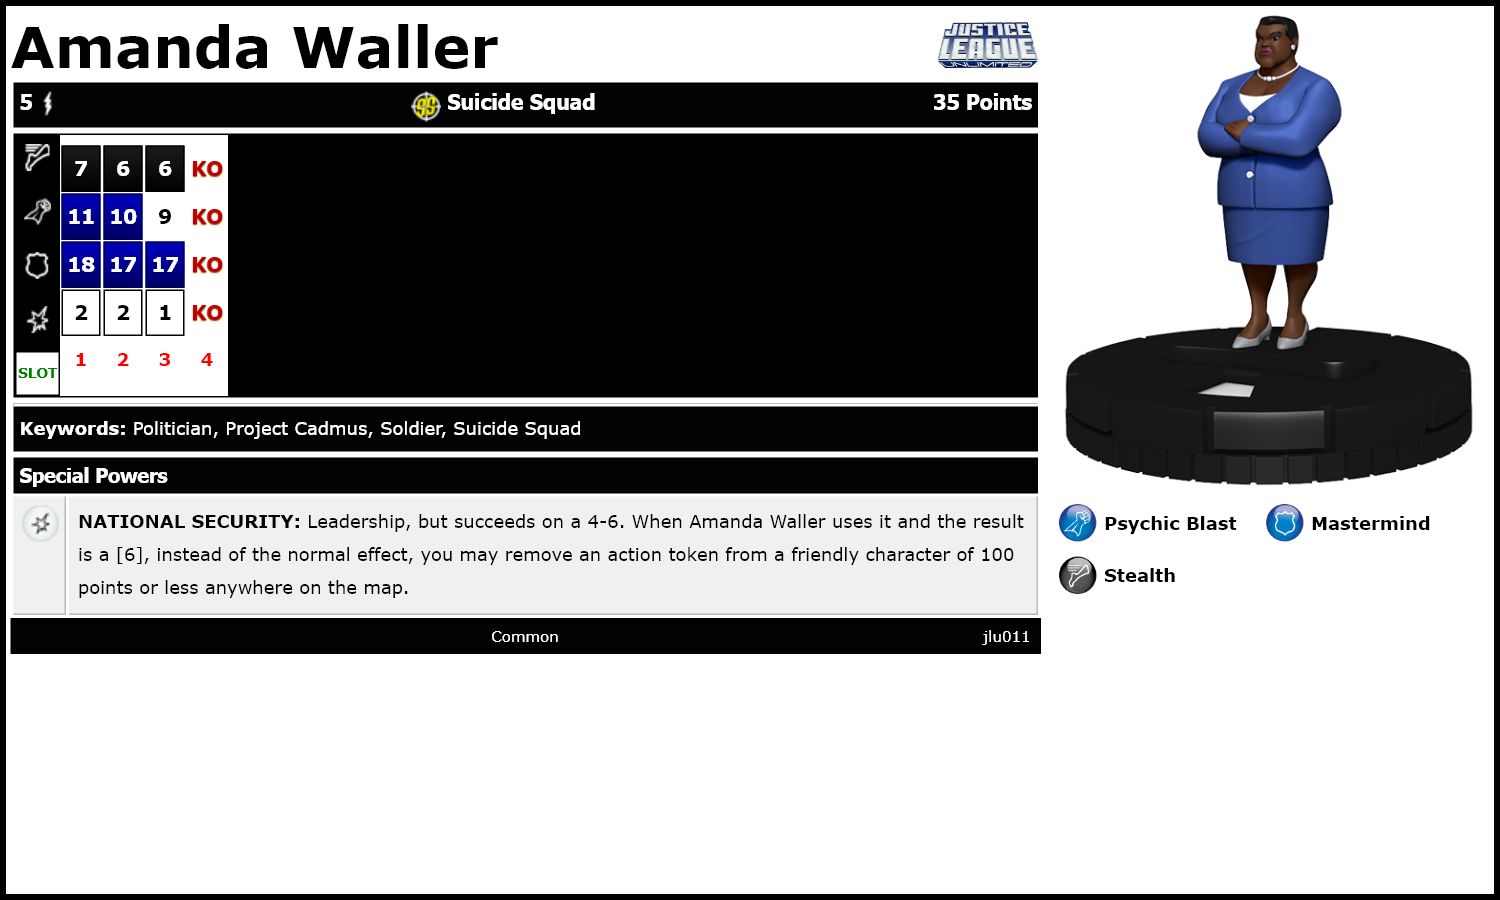 Amanda Waller
JUSTICE
LEAGUE
UNLIMITED
5 SS Suicide Squad 35 Points
7 6 6 KO
11 10 9 KO
18 17 17 KO
2 2 1 KO
SLOT 1 2 3 4
Keywords: Politician, Project Cadmus, Soldier, Suicide Squad
Special Powers
NATIONAL SECURITY: Leadership, but succeeds on a 4-6. When Amanda Waller uses it and the result
is a [6], instead of the normal effect, you may remove an action token from a friendly character of 100
points or less anywhere on the map.
Common jlu011
Psychic Blast Mastermind
Stealth